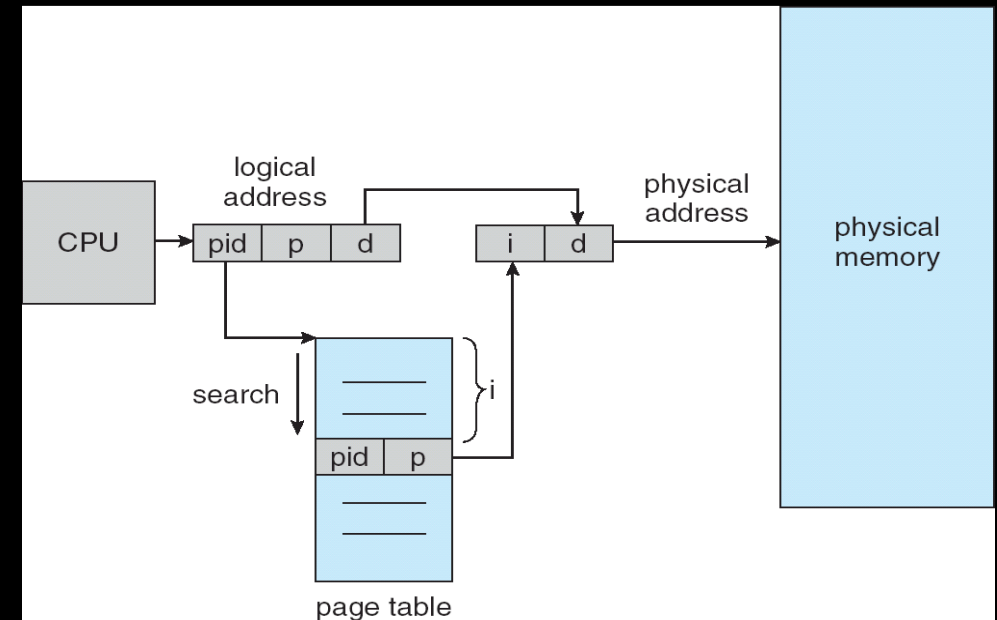 logical
address
physical
address
CPU
pid p d
i d
physical
memory
search
i
pid p
page table